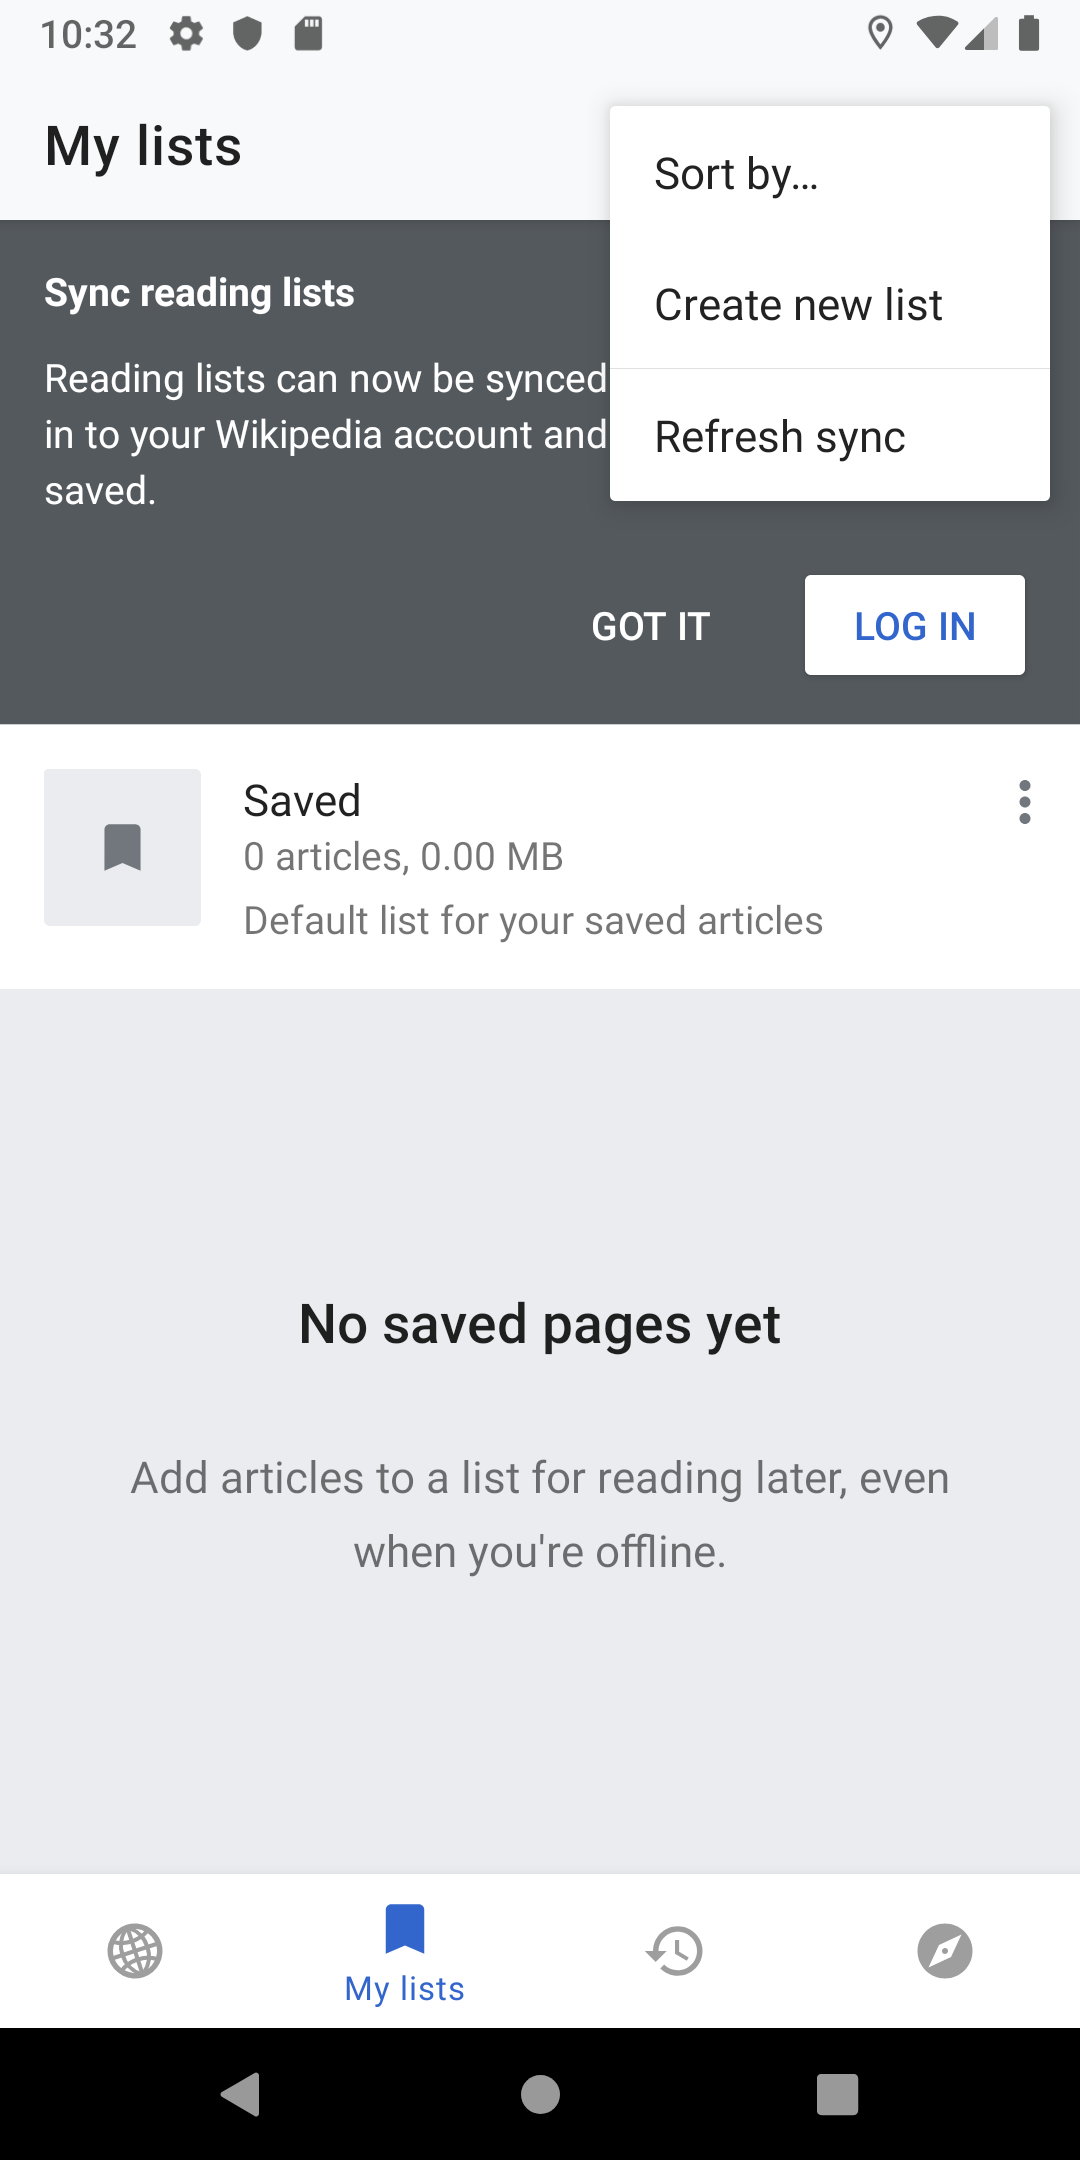 10:32
My lists
Sort by…
Create new list
Refresh sync
Sync reading lists
Reading lists can now be synced
in to your Wikipedia account and
saved.
GOT IT
LOG IN
Saved
0 articles, 0.00 MB
Default list for your saved articles
No saved pages yet
Add articles to a list for reading later, even
when you're offline.
My lists